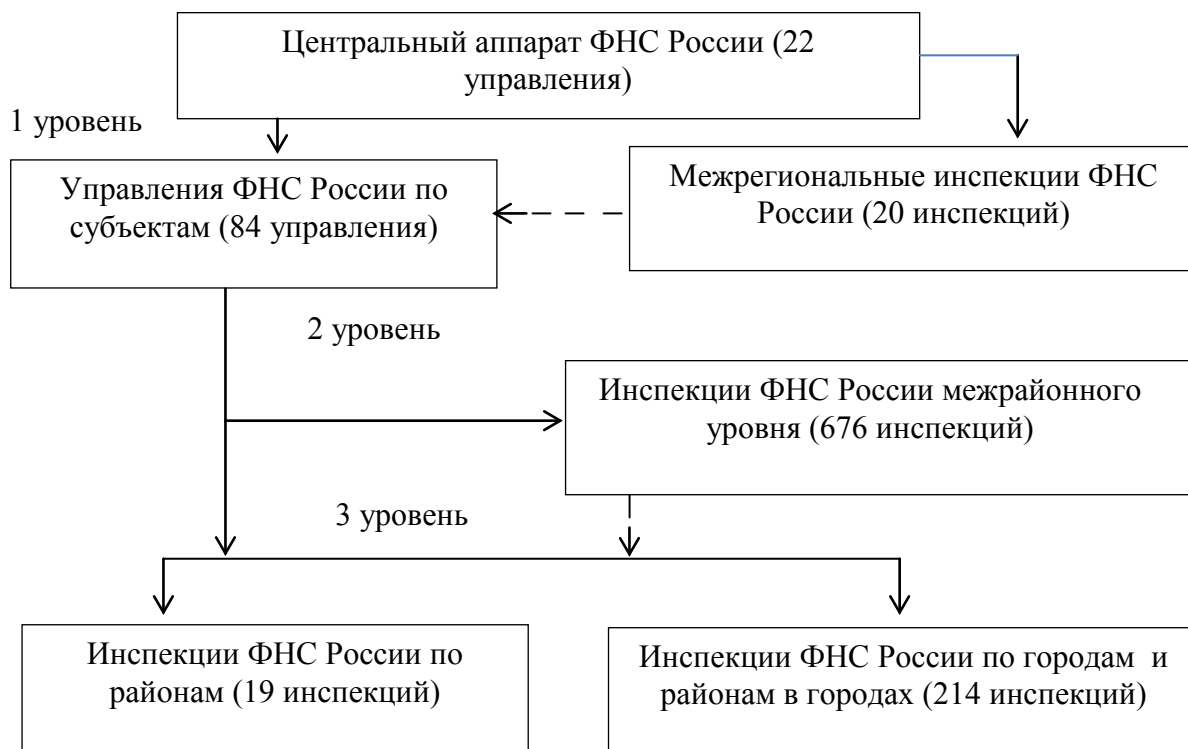 Центральный аппарат ФНС России (22
управления)
1 уровень
Управления ФНС России по
субъектам (84 управления)
Межрегиональные инспекции ФНС
России (20 инспекций)
2 уровень
Инспекции ФНС России межрайонного
уровня (676 инспекций)
3 уровень
Инспекции ФНС России по
районам (19 инспекций)
Инспекции ФНС России по городам и
районам в городах (214 инспекций)